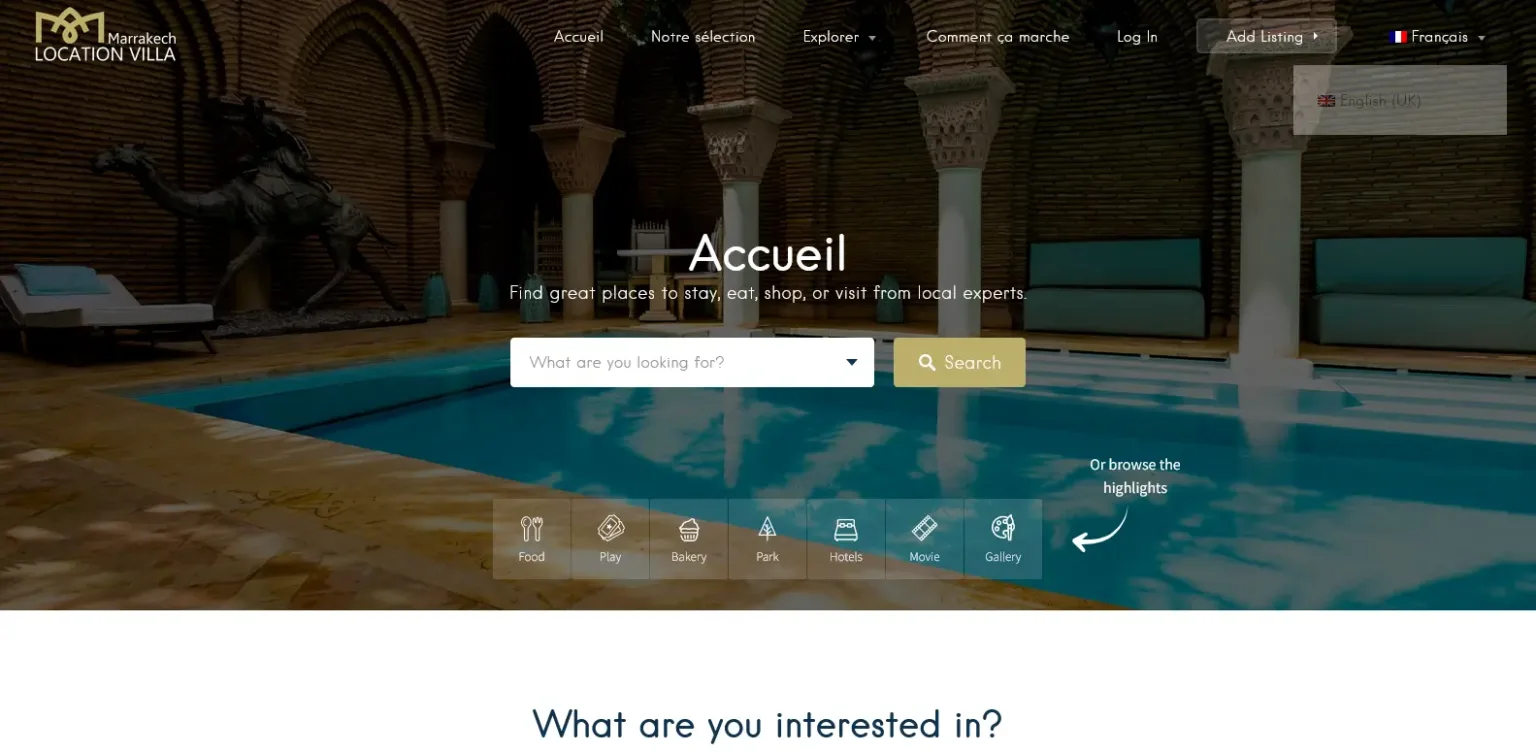 Marrakech
LOCATION VILLA
Accueil
Notre sélection
Explorer
Comment ça marche
Log In
Add Listing
Français
English (UK)
Accueil
Find great places to stay, eat, shop, or visit from local experts.
What are you looking for?
Search
Or browse the
highlights
Food
Play
Bakery
Park
Hotels
Movie
Gallery
What are you interested in?